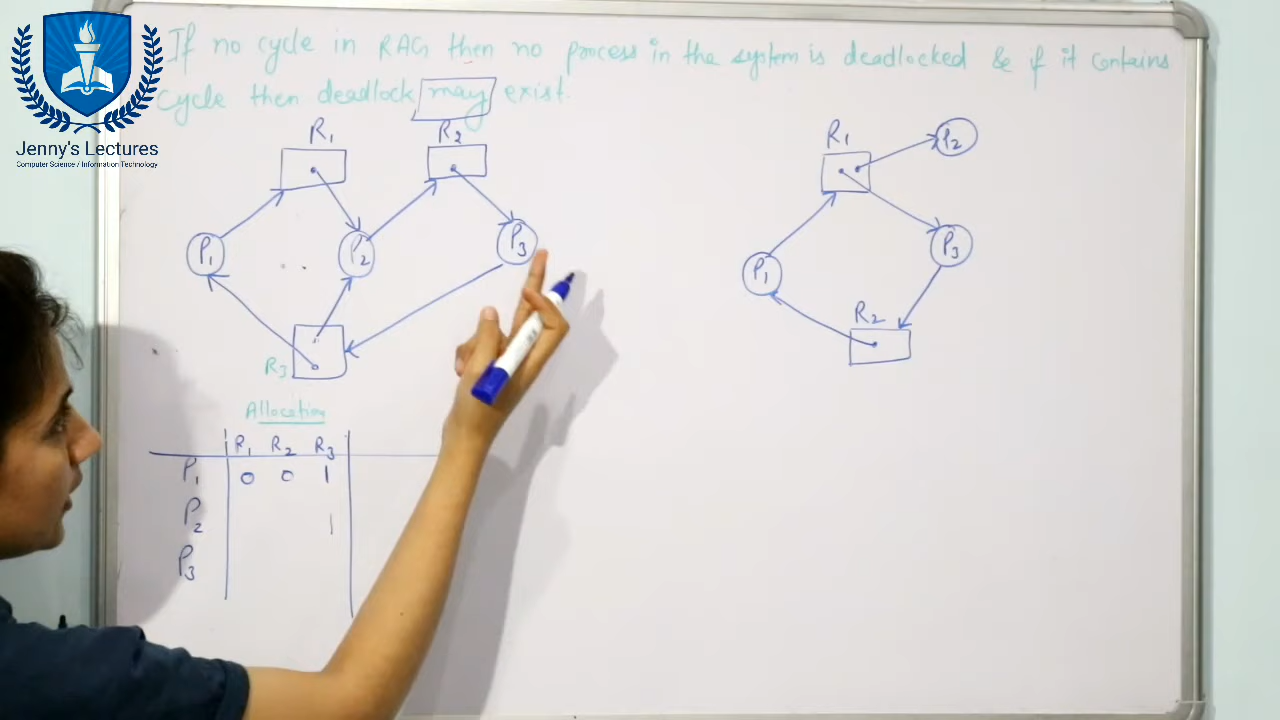 If no cycle in RAG then no process in the system is deadlocked & if it contains
cycle then deadlock may exist.
Jenny's Lectures
Computer Science / Information Technology
R1 R2
P1 P2 P3
R3
R1 P2
P1 P3
R2
Allocation
R1 R2 R3
P1 0 0 1
P2 1
P3